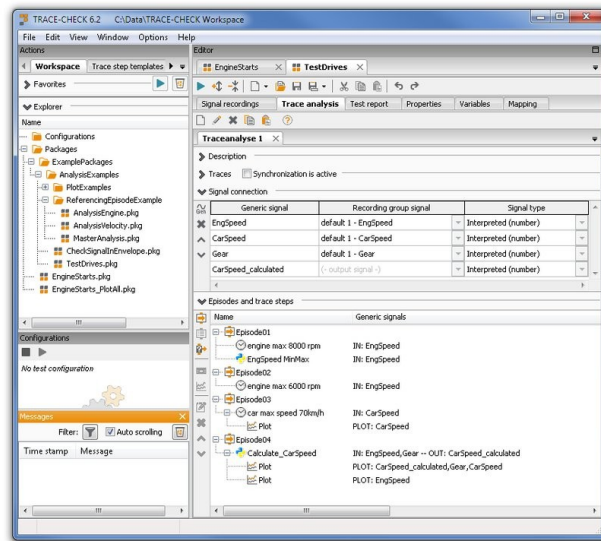 TRACE-CHECK 6.2 C:\Data\TRACE-CHECK Workspace
File Edit View Window Options Help
Actions
Workspace Trace step templates
Favorites
Explorer
Name
Configurations
Packages
ExamplePackages
AnalysisExamples
PlotExamples
ReferencingEpisodeExample
AnalysisEngine.pkg
AnalysisVelocity.pkg
MasterAnalysis.pkg
CheckSignalInEnvelope.pkg
TestDrives.pkg
EngineStarts.pkg
EngineStarts_PlotAll.pkg
Configurations
No test configuration
Messages
Filter: Auto scrolling
Time stamp Message
Editor
EngineStarts TestDrives
Signal recordings Trace analysis Test report Properties Variables Mapping
Traceanalyse 1
Description
Traces Synchronization is active
Signal connection
Generic signal Recording group signal Signal type
EngSpeed default 1 - EngSpeed Interpreted (number)
CarSpeed default 1 - CarSpeed Interpreted (number)
Gear default 1 - Gear Interpreted (number)
CarSpeed_calculated (- output signal -) Interpreted (number)
Episodes and trace steps
Name Generic signals
Episode01
engine max 8000 rpm IN: EngSpeed
EngSpeed MinMax IN: EngSpeed
Episode02
engine max 6000 rpm IN: EngSpeed
Episode03
car max speed 70km/h IN: CarSpeed
Plot PLOT: CarSpeed
Episode04
Calculate_CarSpeed IN: EngSpeed,Gear -- OUT: CarSpeed_calculated
Plot PLOT: CarSpeed_calculated,Gear,CarSpeed
Plot PLOT: EngSpeed